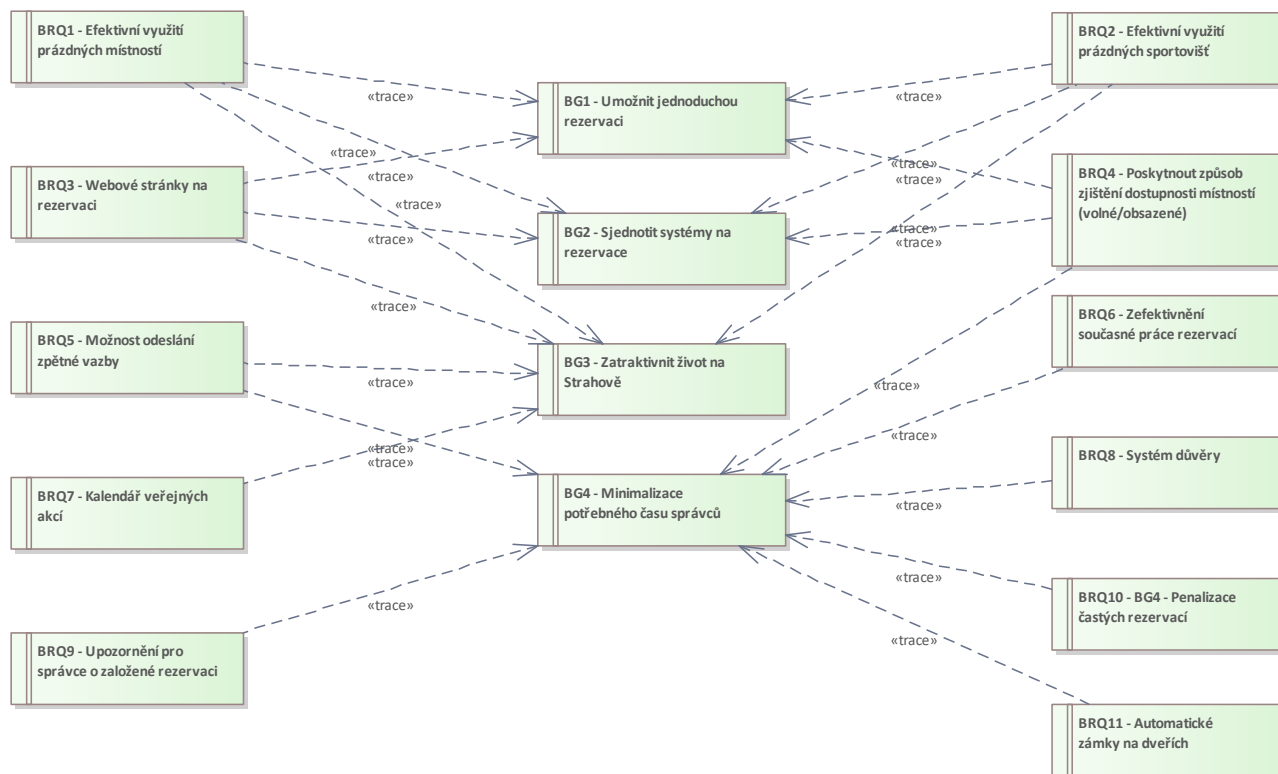 BRQ1 - Efektivní využití
prázdných místností
BRQ2 - Efektivní využití
prázdných sportovišť
«trace»
«trace»
BG1 - Umožnit jednoduchou
rezervaci
«trace»
«trace»
«trace»
«trace»
BRQ3 - Webové stránky na
rezervaci
BRQ4 - Poskytnout způsob
zjištění dostupnosti místností
(volné/obsazené)
«trace»
«trace»
BG2 - Sjednotit systémy na
rezervace
«trace»
«trace»
«trace»
BRQ5 - Možnost odeslání
zpětné vazby
BRQ6 - Zefektivnění
současné práce rezervací
BG3 - Zatraktivnit život na
Strahově
«trace»
«trace»
«trace»
«trace»
«trace»
BRQ7 - Kalendář veřejných
akcí
BRQ8 - Systém důvěry
BG4 - Minimalizace
potřebného času správců
«trace»
«trace»
«trace»
BRQ10 - BG4 - Penalizace
častých rezervací
BRQ9 - Upozornění pro
správce o založené rezervaci
«trace»
BRQ11 - Automatické
zámky na dveřích